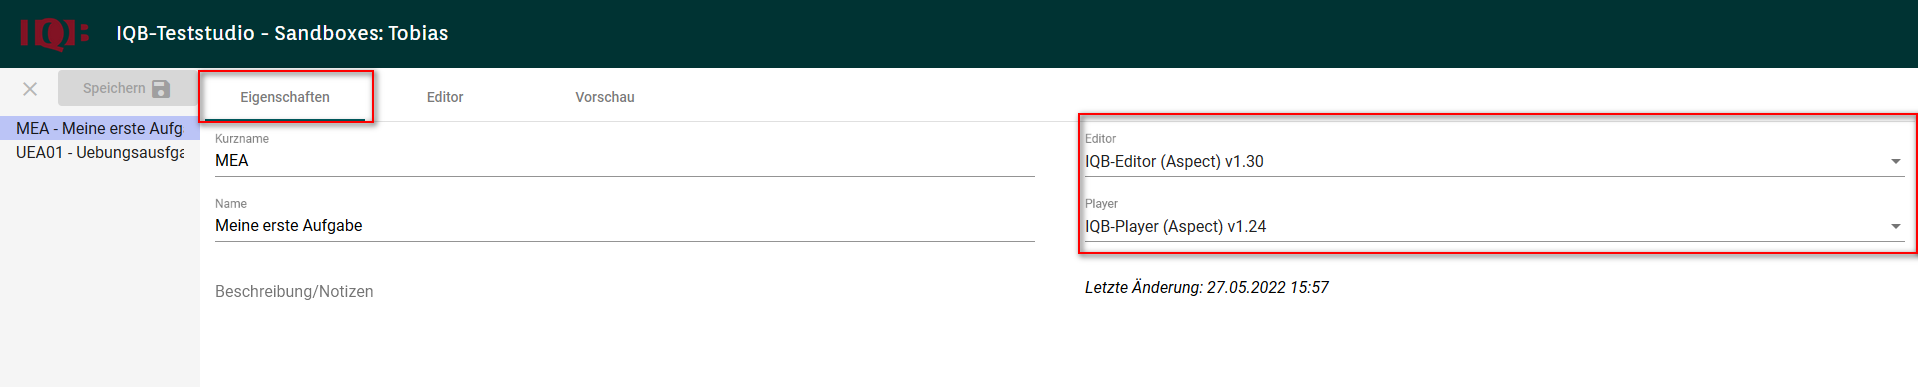 IQB
IQB-Teststudio - Sandboxes: Tobias
Speichern
Eigenschaften
Editor
Vorschau
MEA - Meine erste Aufg
UEA01 - Uebungsausfga
Kurzname
MEA
Name
Meine erste Aufgabe
Beschreibung/Notizen
Editor
IQB-Editor (Aspect) v1.30
Player
IQB-Player (Aspect) v1.24
Letzte Änderung: 27.05.2022 15:57